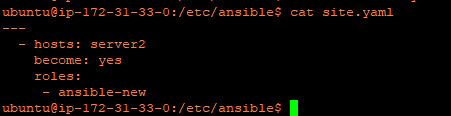 ubuntu@ip-172-31-33-0:/etc/ansible$ cat site.yaml
---
  - hosts: server2
    become: yes
    roles:
     - ansible-new
ubuntu@ip-172-31-33-0:/etc/ansible$